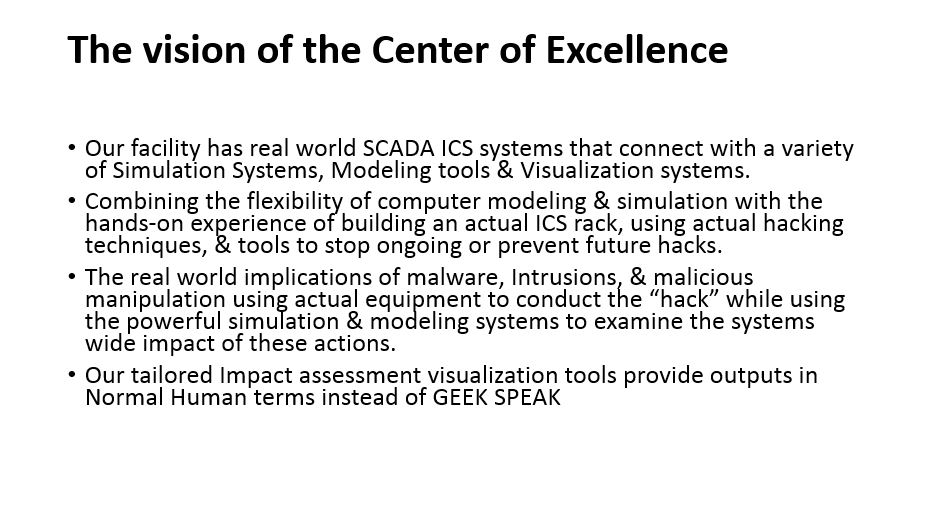 The vision of the Center of Excellence
• Our facility has real world SCADA ICS systems that connect with a variety
of Simulation Systems, Modeling tools & Visualization systems.
• Combining the flexibility of computer modeling & simulation with the
hands-on experience of building an actual ICS rack, using actual hacking
techniques, & tools to stop ongoing or prevent future hacks.
• The real world implications of malware, Intrusions, & malicious
manipulation using actual equipment to conduct the “hack” while using
the powerful simulation & modeling systems to examine the systems
wide impact of these actions.
• Our tailored Impact assessment visualization tools provide outputs in
Normal Human terms instead of GEEK SPEAK